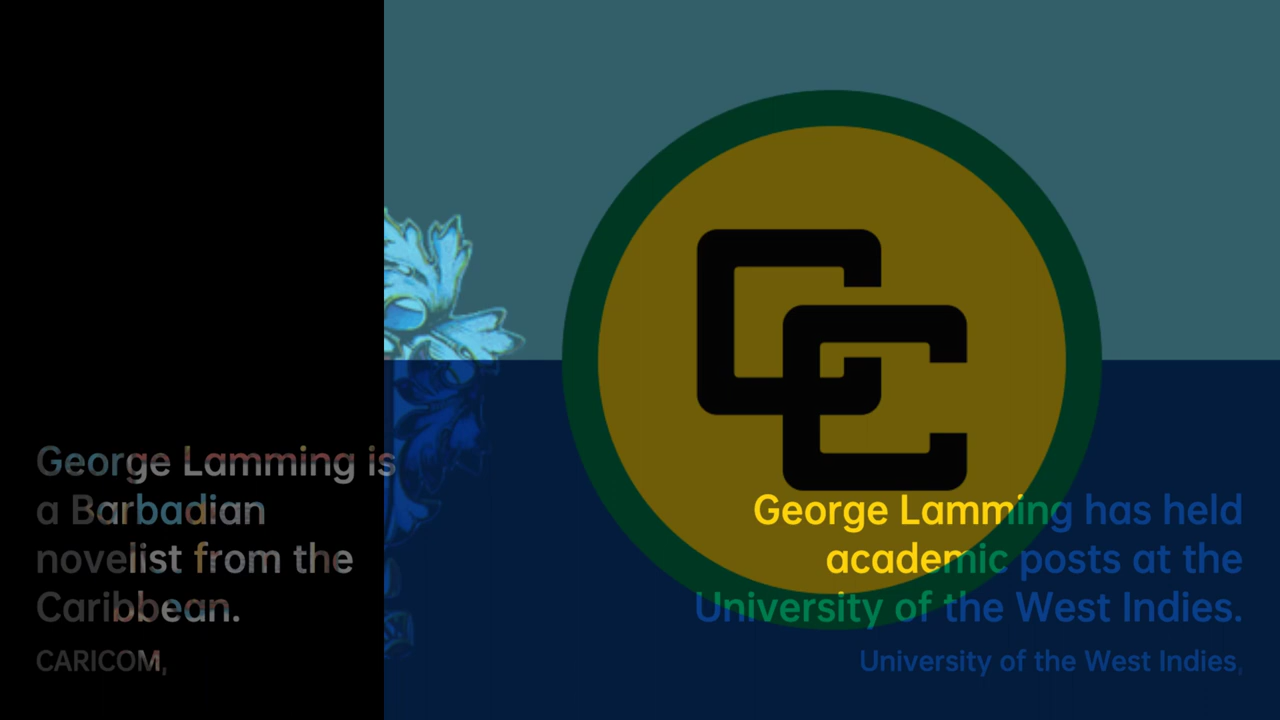 George Lamming is
a Barbadian
novelist from the
Caribbean.
CARICOM,
George Lamming has held
academic posts at the
University of the West Indies.
University of the West Indies,